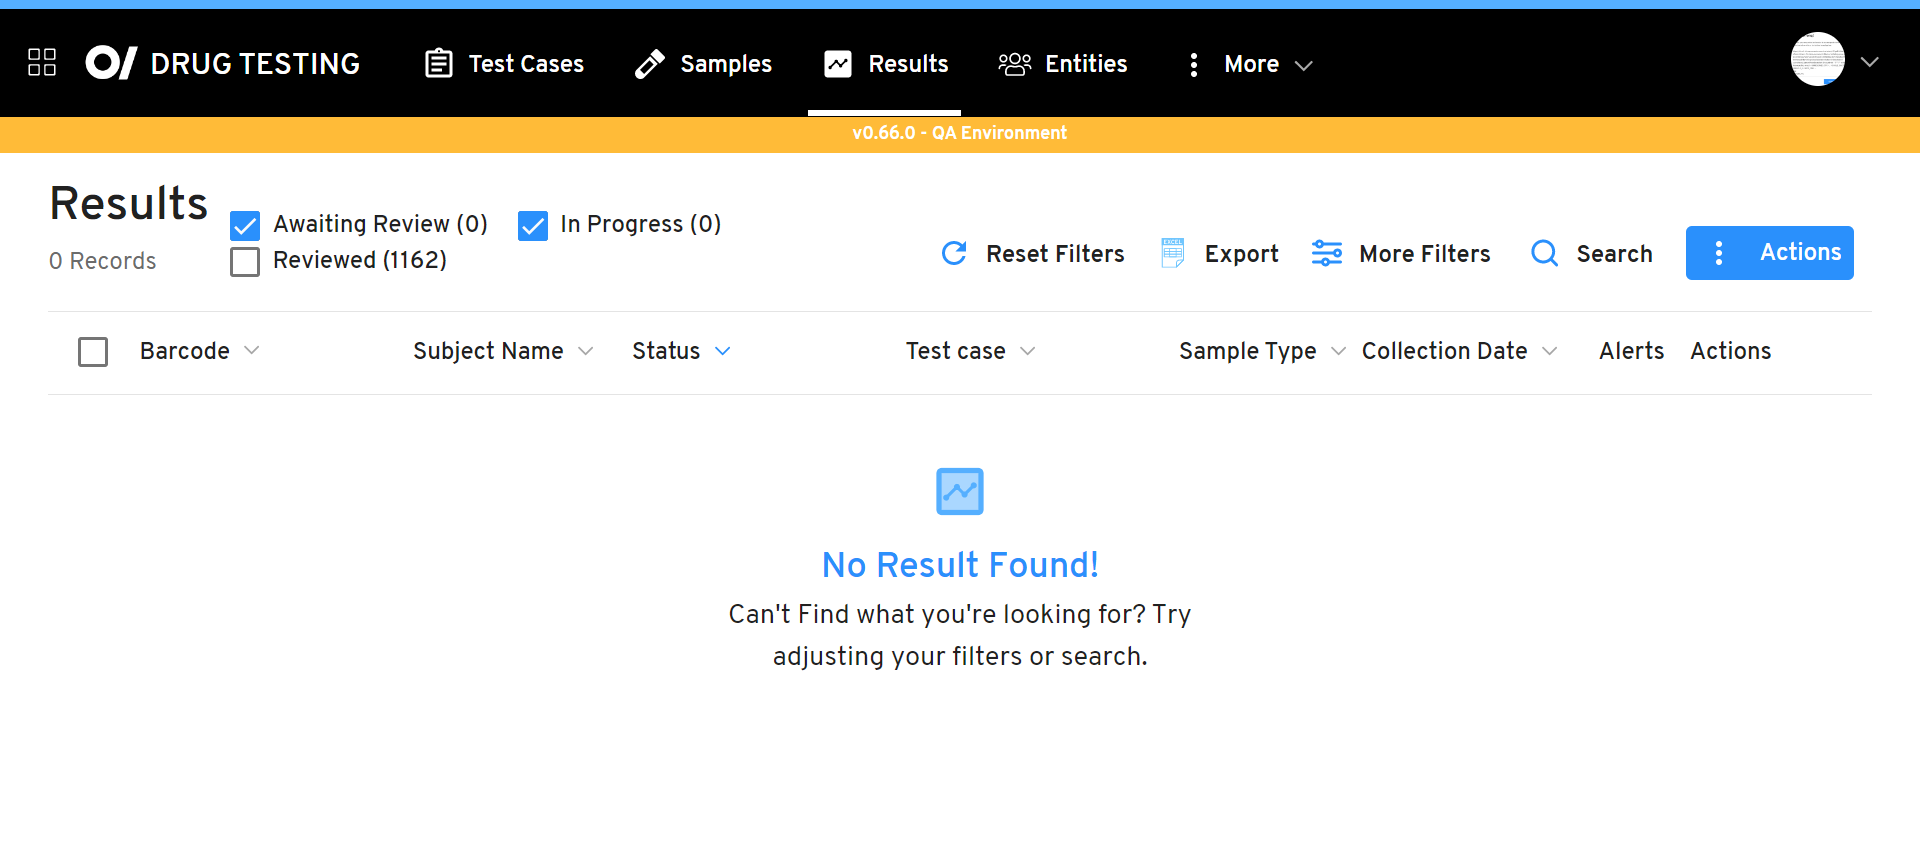 DRUG TESTING Test Cases Samples Results Entities More
v0.66.0 - QA Environment
Results
Awaiting Review (0) In Progress (0)
0 Records Reviewed (1162)
Reset Filters Export More Filters Search Actions
Barcode Subject Name Status Test case Sample Type Collection Date Alerts Actions
No Result Found!
Can't Find what you're looking for? Try
adjusting your filters or search.